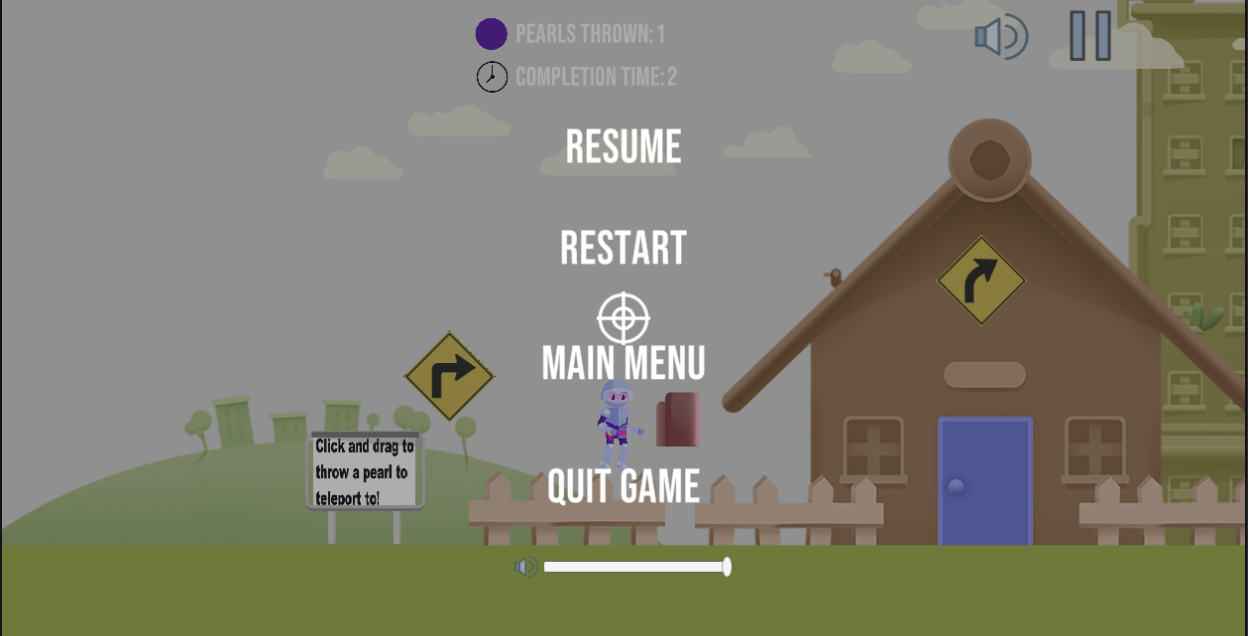 PEARLS THROWN: 1
COMPLETION TIME: 2
RESUME
RESTART
MAIN MENU
QUIT GAME
Click and drag to
throw a pearl to
teleport to!